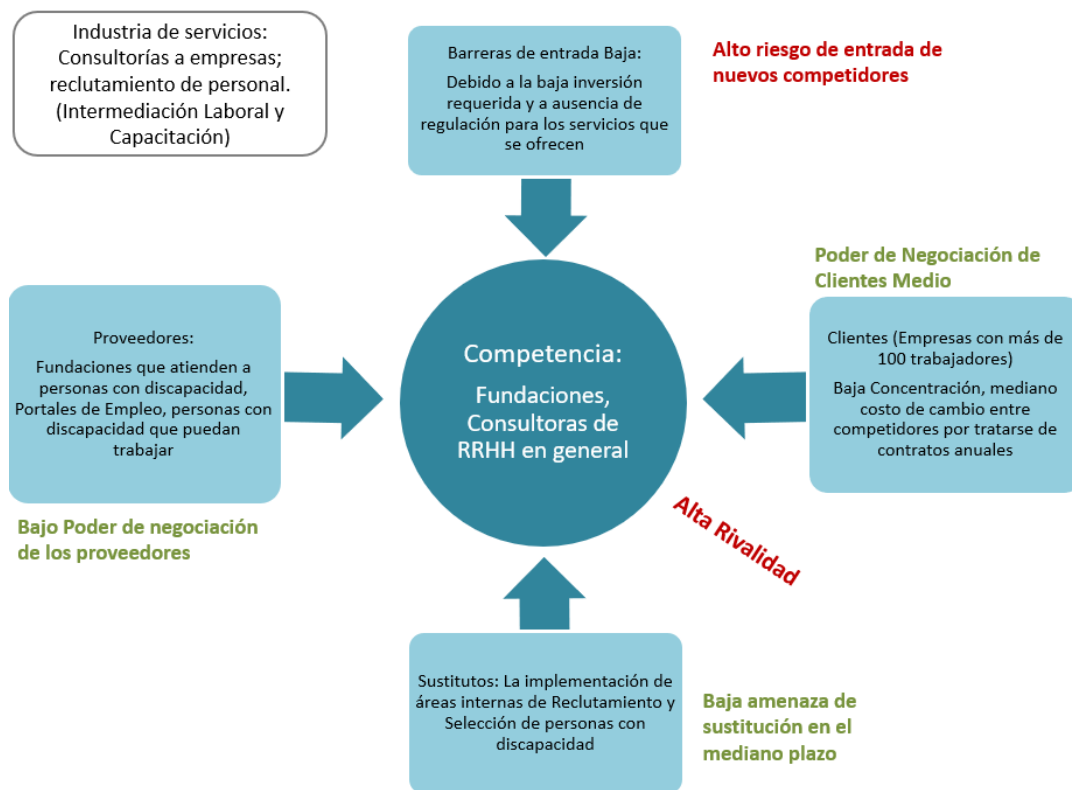 Industria de servicios:
Consultorías a empresas;
reclutamiento de personal.
(Intermediación Laboral y
Capacitación)
Barreras de entrada Baja:
Debido a la baja inversión
requerida y a ausencia de
regulación para los servicios que
se ofrecen
Alto riesgo de entrada de
nuevos competidores
Proveedores:
Fundaciones que atienden a
personas con discapacidad,
Portales de Empleo, personas con
discapacidad que puedan
trabajar
Bajo Poder de negociación
de los proveedores
Competencia:
Fundaciones,
Consultoras de
RRHH en general
Poder de Negociación de
Clientes Medio
Clientes (Empresas con más de
100 trabajadores)
Baja Concentración, mediano
costo de cambio entre
competidores por tratarse de
contratos anuales
Alta Rivalidad
Sustitutos: La implementación de
áreas internas de Reclutamiento y
Selección de personas con
discapacidad
Baja amenaza de
sustitución en el
mediano plazo